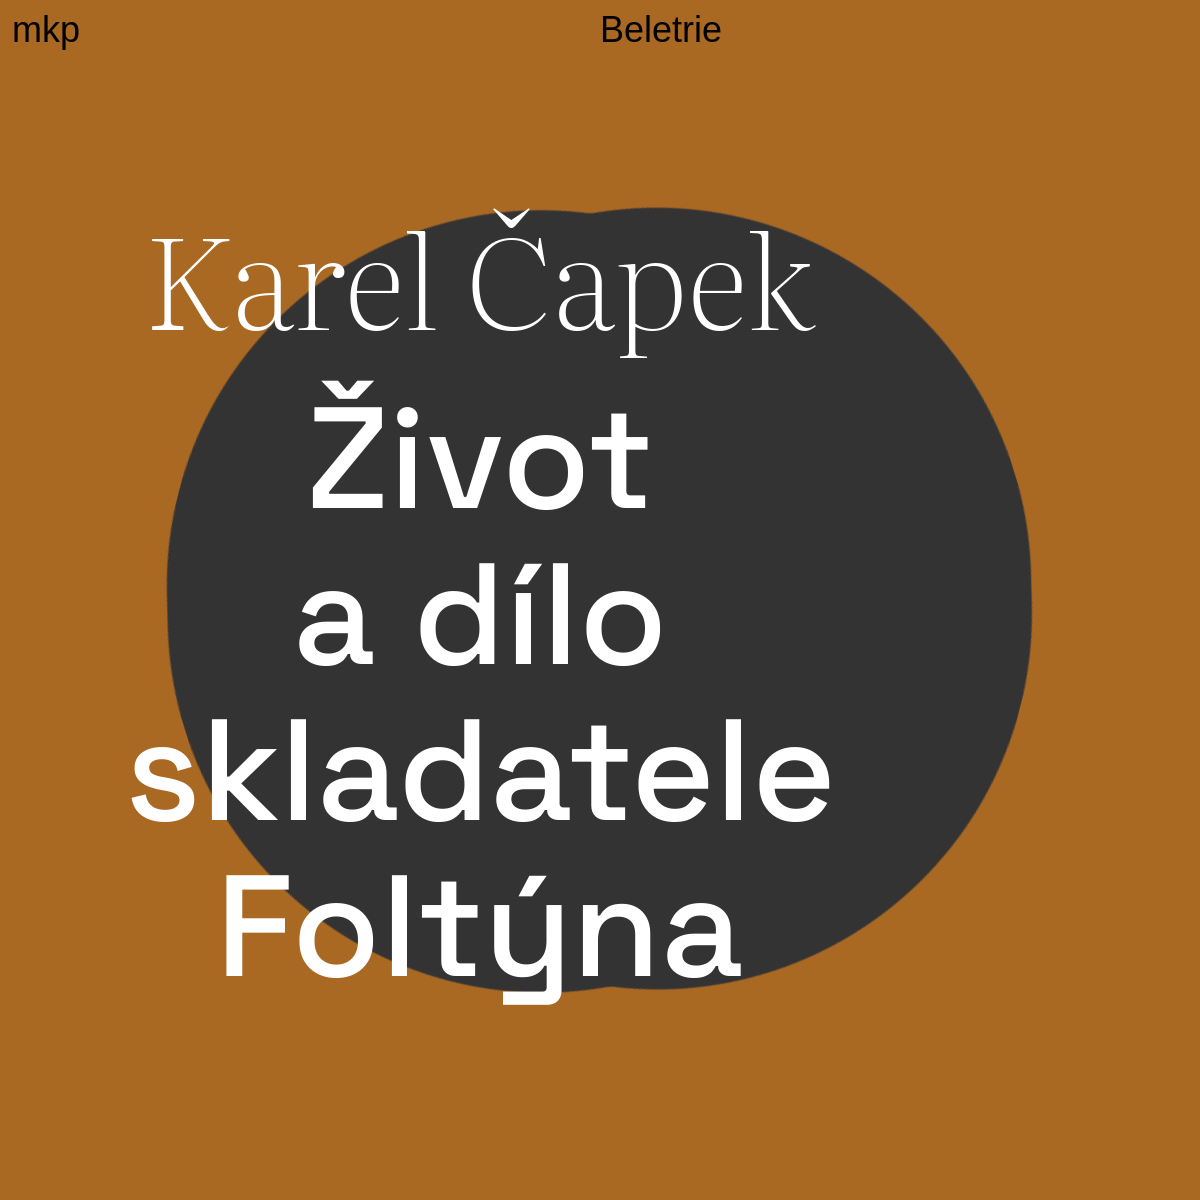 mkp
Beletrie
Karel Čapek
Život
a dílo
skladatele
Foltýna